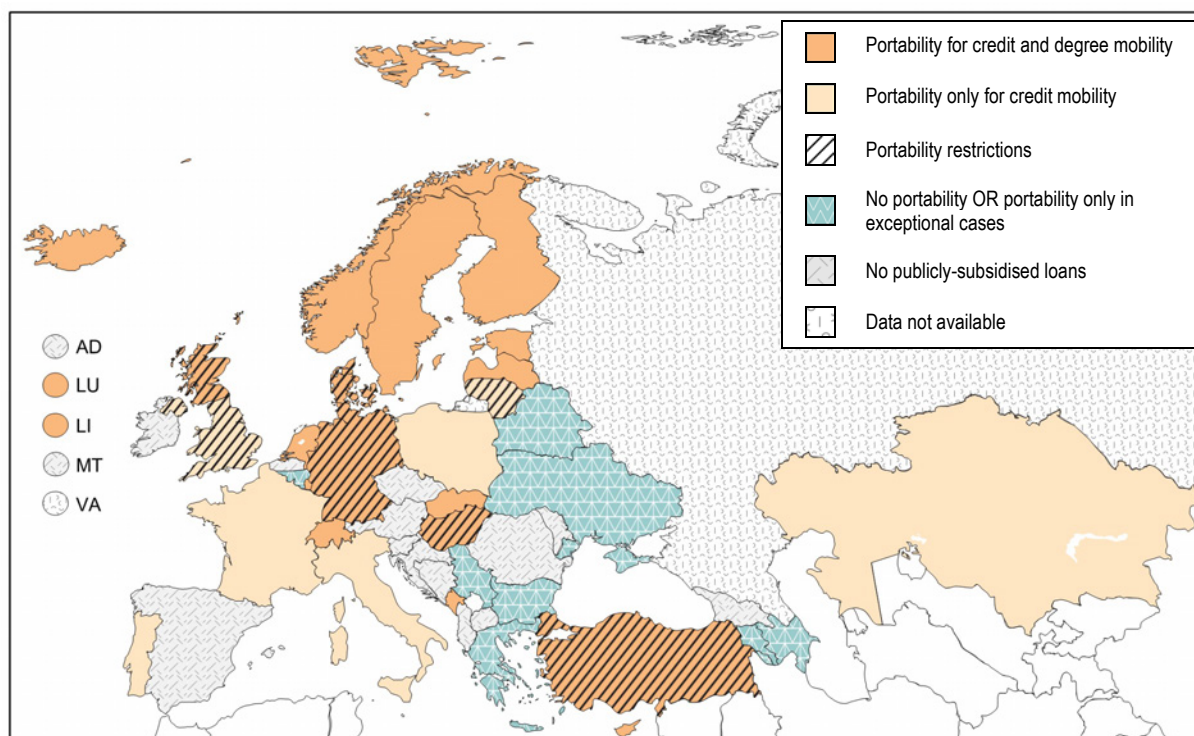 Portability for credit and degree mobility
Portability only for credit mobility
Portability restrictions
No portability OR portability only in
exceptional cases
No publicly-subsidised loans
Data not available
AD
LU
LI
MT
VA